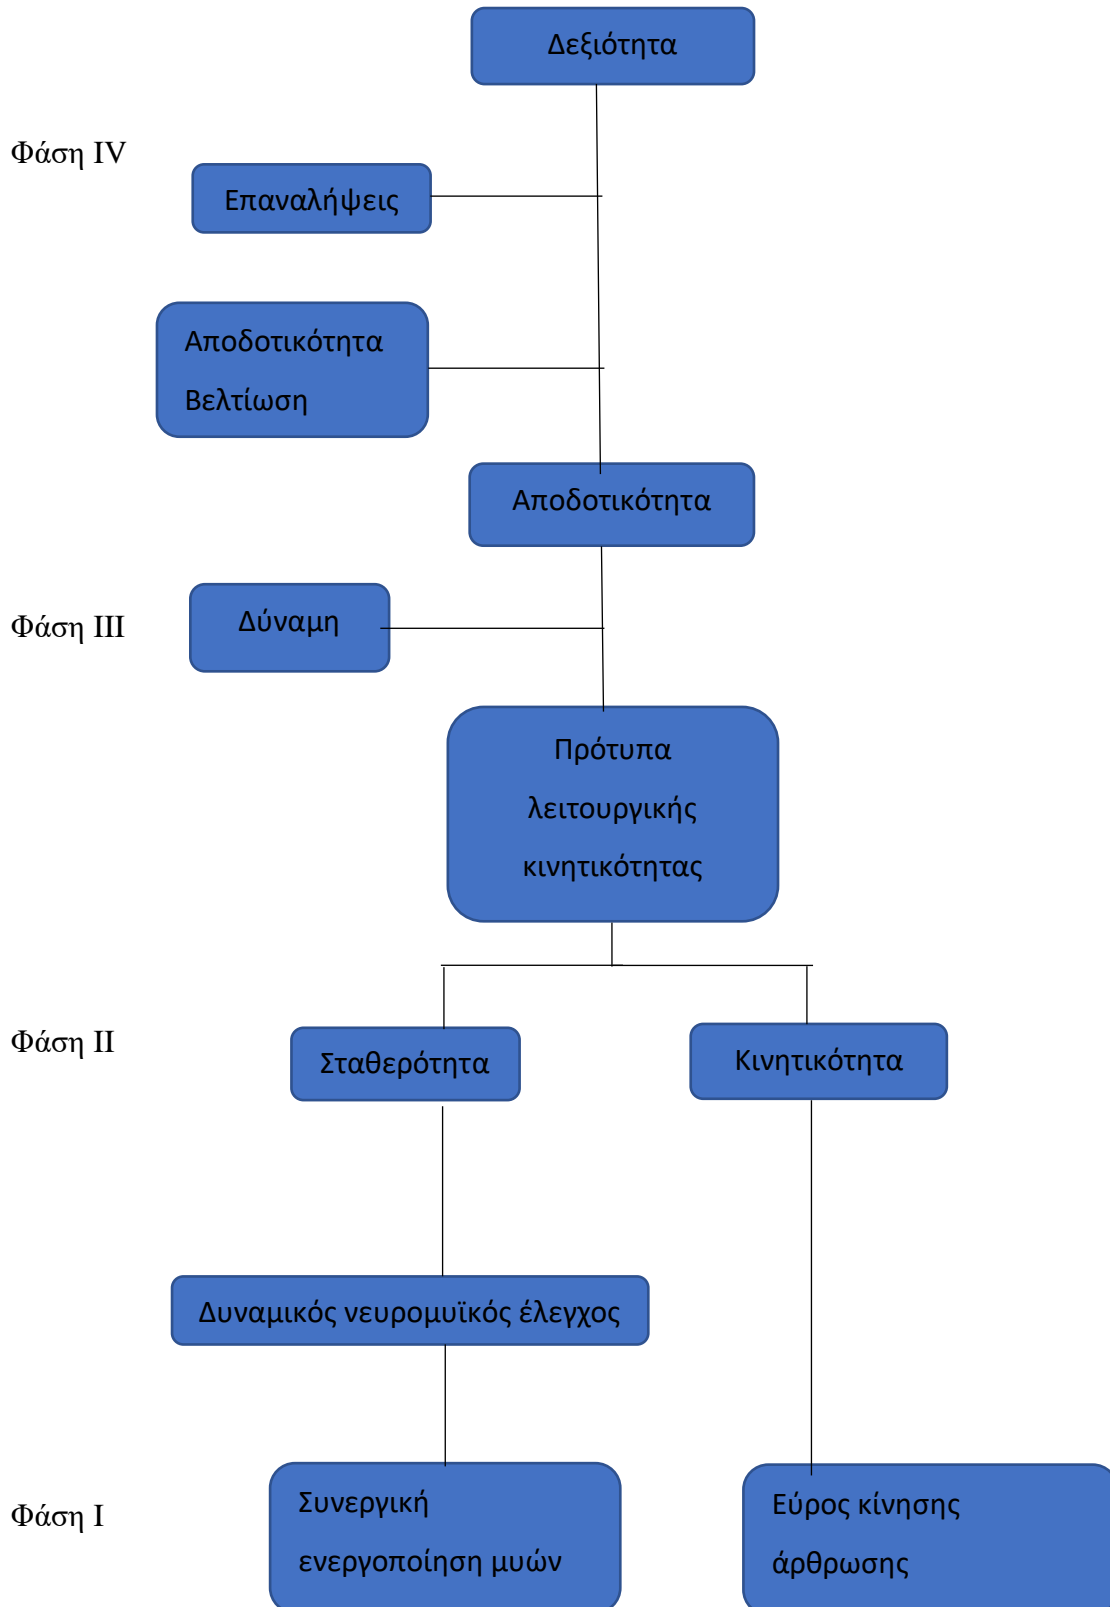 Δεξιότητα
Φάση IV
Επαναλήψεις
Αποδοτικότητα
Βελτίωση
Αποδοτικότητα
Φάση III
Δύναμη
Πρότυπα
λειτουργικής
κινητικότητας
Φάση II
Σταθερότητα
Κινητικότητα
Δυναμικός νευρομυϊκός έλεγχος
Φάση I
Συνεργική
ενεργοποίηση μυών
Εύρος κίνησης
άρθρωσης